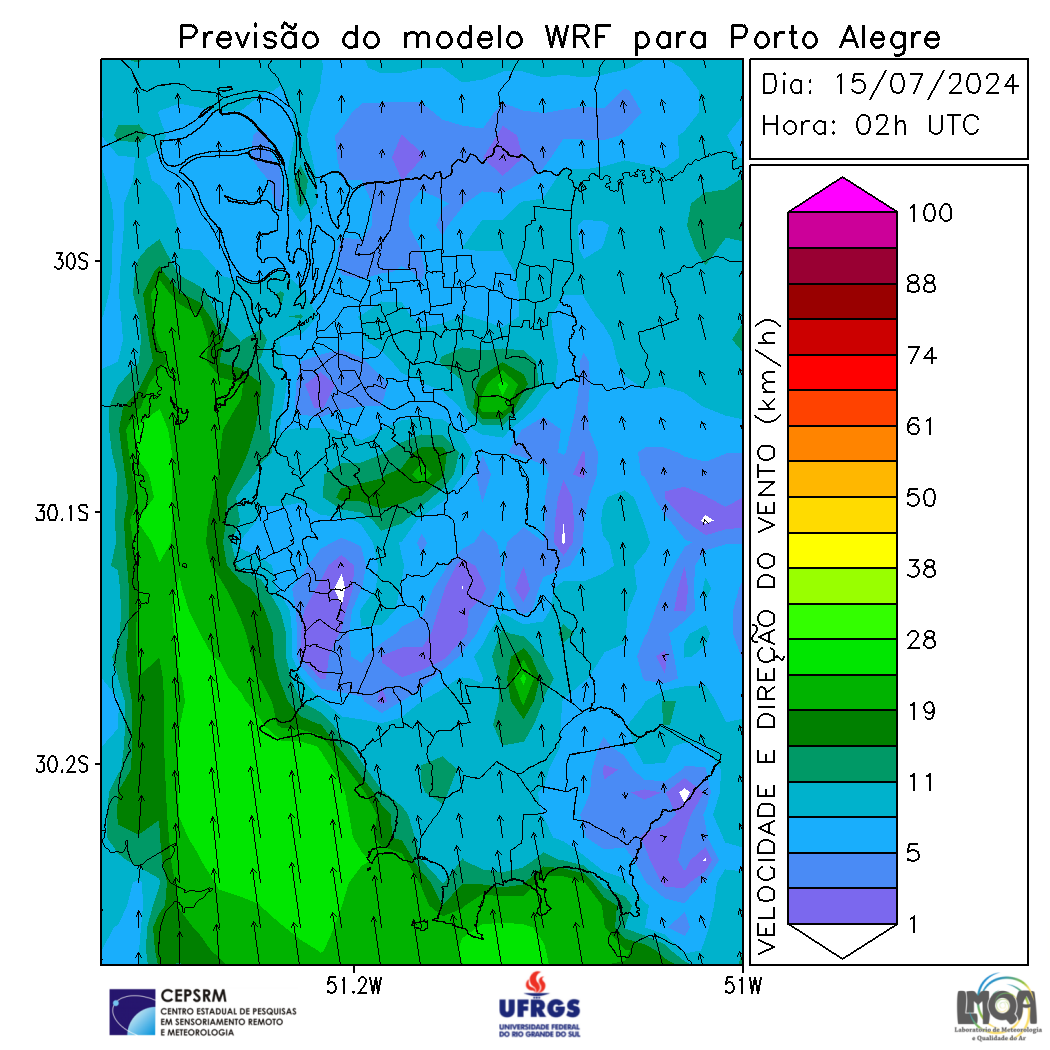 Previsão do modelo WRF para Porto Alegre
Dia: 15/07/2024
Hora: 02h UTC
30S
30.1S
30.2S
51.2W
51W
VELOCIDADE E DIREÇÃO DO VENTO (km/h)
100
88
74
61
50
38
28
19
11
5
1
CEPSRM
CENTRO ESTADUAL DE PESQUISAS
EM SENSORIAMENTO REMOTO
E METEOROLOGIA
UFRGS
UNIVERSIDADE FEDERAL
DO RIO GRANDE DO SUL
LMQA
Laboratório de Meteorologia
e Qualidade do Ar